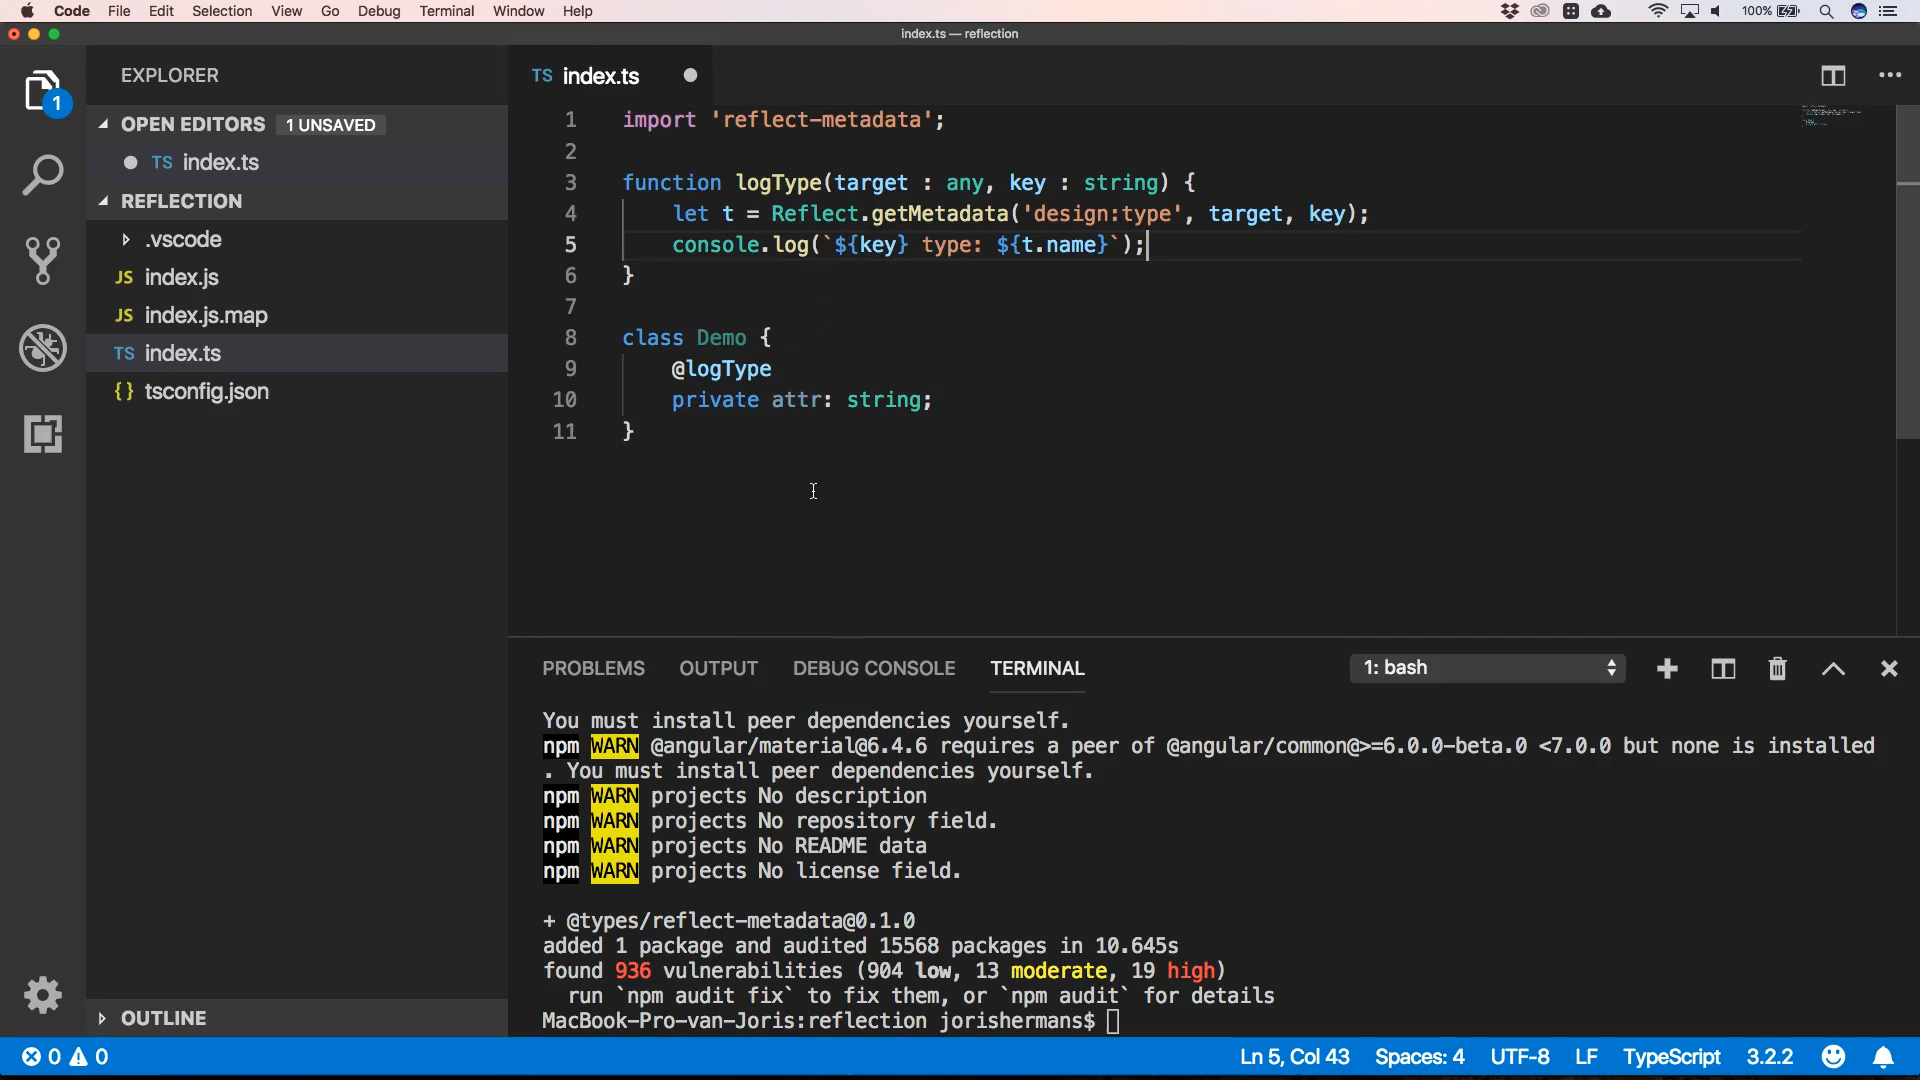 Code File Edit Selection View Go Debug Terminal Window Help 100%
index.ts — reflection
EXPLORER
OPEN EDITORS 1 UNSAVED
TS index.ts
REFLECTION
.vscode
JS index.js
JS index.js.map
TS index.ts
{} tsconfig.json
OUTLINE
1
TS index.ts
1 import 'reflect-metadata';
2
3 function logType(target : any, key : string) {
4 let t = Reflect.getMetadata('design:type', target, key);
5 console.log(`${key} type: ${t.name}`);
6 }
7
8 class Demo {
9 @logType
10 private attr: string;
11 }
PROBLEMS OUTPUT DEBUG CONSOLE TERMINAL 1: bash
You must install peer dependencies yourself.
npm WARN @angular/material@6.4.6 requires a peer of @angular/common@>=6.0.0-beta.0 <7.0.0 but none is installed
. You must install peer dependencies yourself.
npm WARN projects No description
npm WARN projects No repository field.
npm WARN projects No README data
npm WARN projects No license field.
+ @types/reflect-metadata@0.1.0
added 1 package and audited 15568 packages in 10.645s
found 936 vulnerabilities (904 low, 13 moderate, 19 high)
run `npm audit fix` to fix them, or `npm audit` for details
MacBook-Pro-van-Joris:reflection jorishermans$
0 0 Ln 5, Col 43 Spaces: 4 UTF-8 LF TypeScript 3.2.2